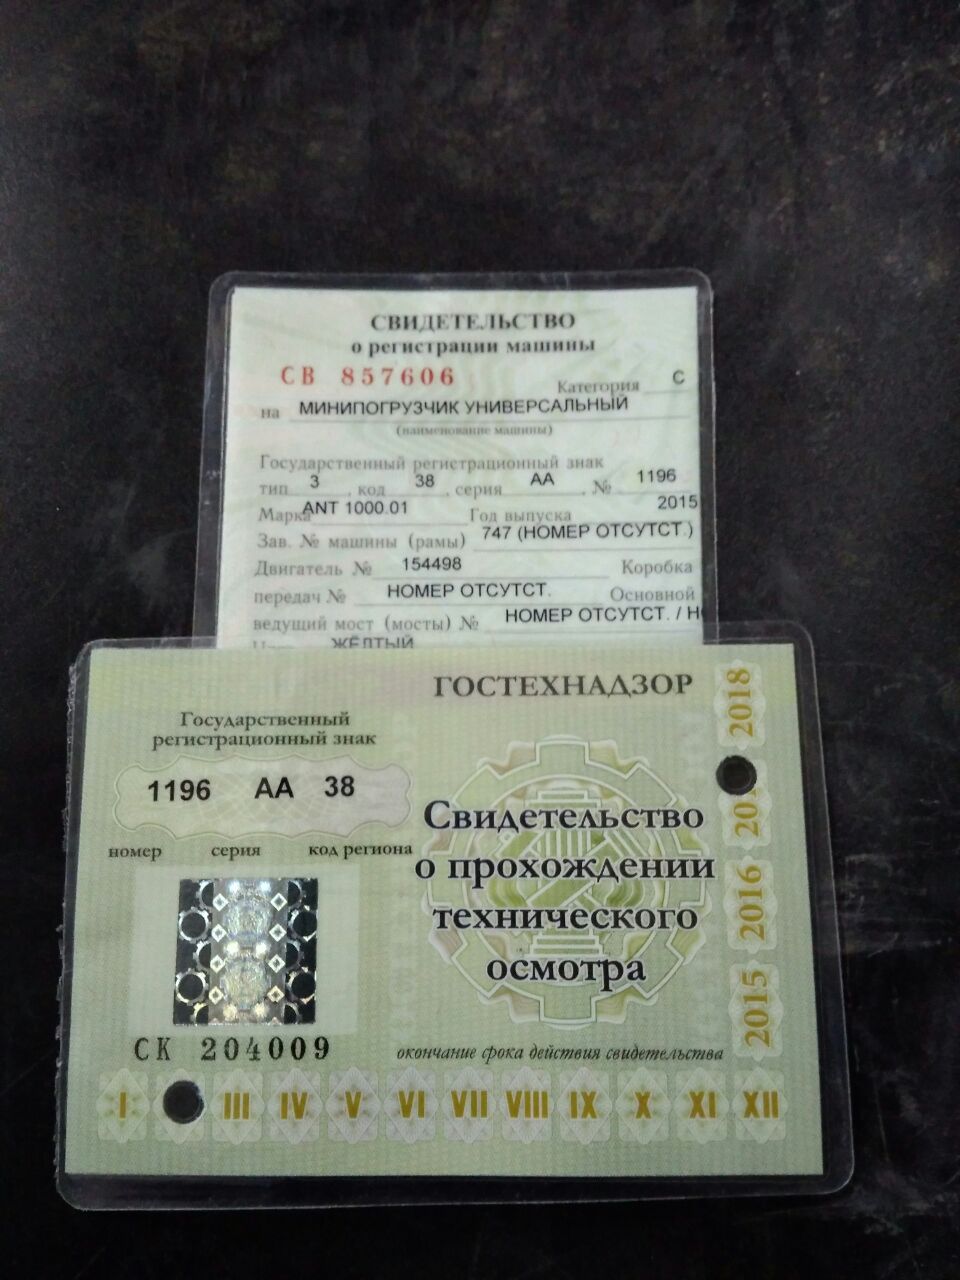 СВИДЕТЕЛЬСТВО
о регистрации машины
СВ 857606 Категория С
на МИНИПОГРУЗЧИК УНИВЕРСАЛЬНЫЙ
(наименование машины)
Государственный регистрационный знак
тип 3 , код 38 , серия АА , № 1196
Марка ANT 1000.01 Год выпуска 2015
Зав. № машины (рамы) 747 (НОМЕР ОТСУТСТ.)
Двигатель № 154498 Коробка
передач № НОМЕР ОТСУТСТ. Основной
ведущий мост (мосты) № НОМЕР ОТСУТСТ. /
ЖЁЛТЫЙ
ГОСТЕХНАДЗОР
Государственный
регистрационный знак
1196 АА 38
номер серия код региона
СК 204009
Свидетельство
о прохождении
технического
осмотра
окончание срока действия свидетельства
2018
2016
2015
I III IV V VI VII VIII IX X XI XII